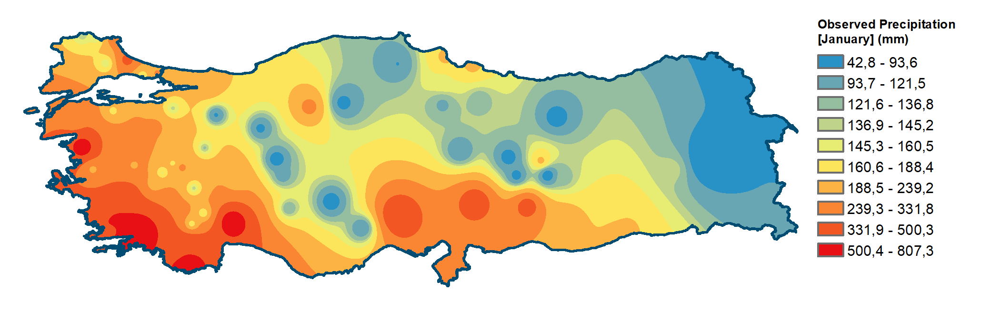 Observed Precipitation
[January] (mm)
42,8 - 93,6
93,7 - 121,5
121,6 - 136,8
136,9 - 145,2
145,3 - 160,5
160,6 - 188,4
188,5 - 239,2
239,3 - 331,8
331,9 - 500,3
500,4 - 807,3